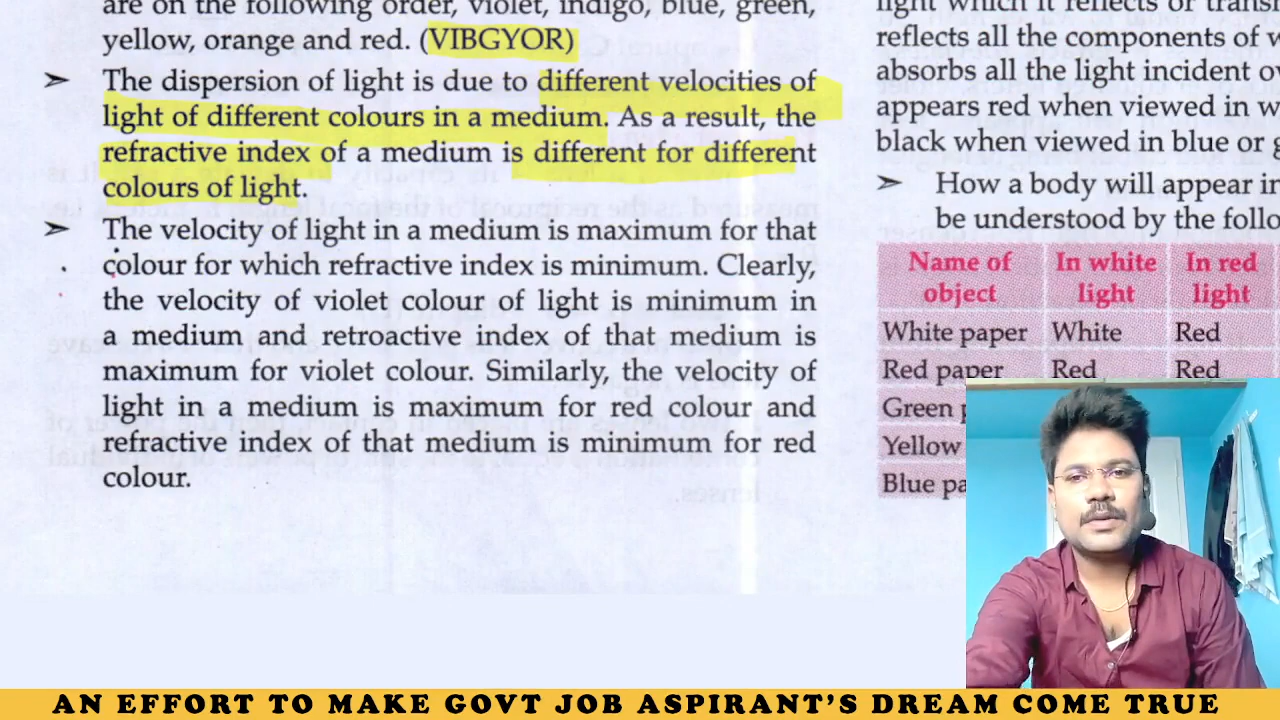 are on the following order, violet, indigo, blue, green,
yellow, orange and red. (VIBGYOR)
➢ The dispersion of light is due to different velocities of
light of different colours in a medium. As a result, the
refractive index of a medium is different for different
colours of light.
➢ The velocity of light in a medium is maximum for that
colour for which refractive index is minimum. Clearly,
the velocity of violet colour of light is minimum in
a medium and retroactive index of that medium is
maximum for violet colour. Similarly, the velocity of
light in a medium is maximum for red colour and
refractive index of that medium is minimum for red
colour.
light which it reflects or
reflects all the components of
absorbs all the light incident
appears red when viewed in
black when viewed in blue or
➢ How a body will appear
be understood by the
Name of object In white light In red light
White paper White Red
Red paper Red Red
Green
Yellow
Blue
AN EFFORT TO MAKE GOVT JOB ASPIRANT'S DREAM COME TRUE